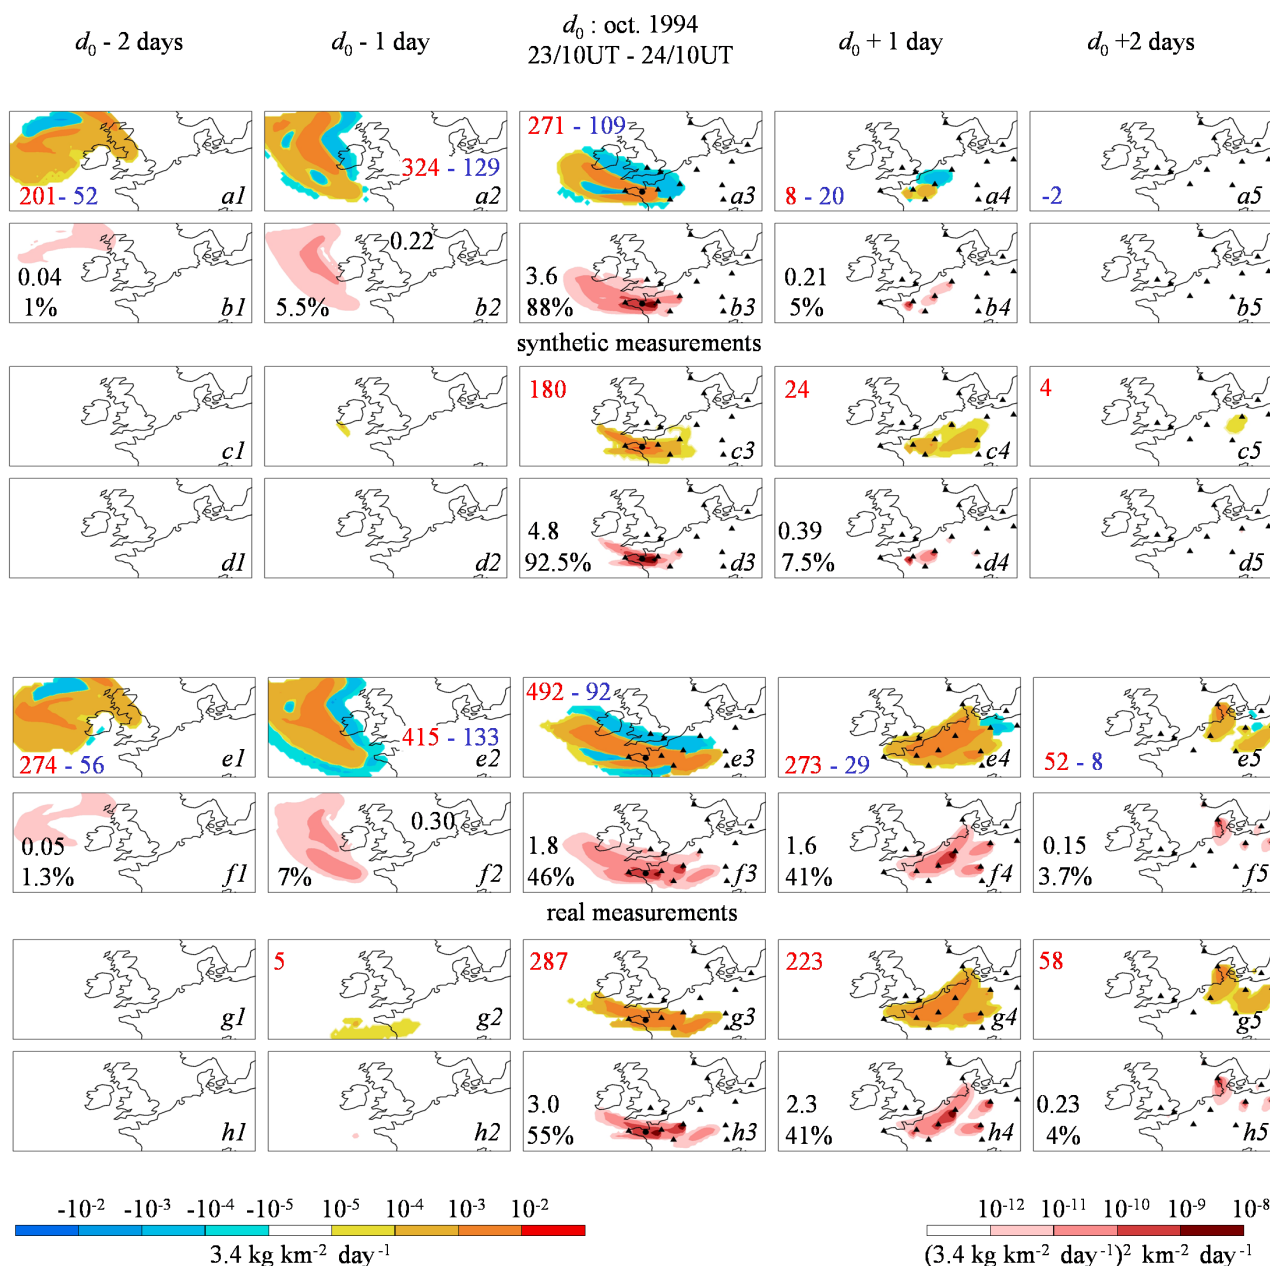 d0 - 2 days
d0 - 1 day
d0 : oct. 1994
23/10UT - 24/10UT
d0 + 1 day
d0 +2 days
201 - 52 a1
324 - 129 a2
271 - 109 a3
8 - 20 a4
-2 a5
0.04
1% b1
0.22
5.5% b2
3.6
88% b3
0.21
5% b4
b5
synthetic measurements
c1
c2
180 c3
24 c4
4 c5
d1
d2
4.8
92.5% d3
0.39
7.5% d4
d5
274 - 56 e1
415 - 133 e2
492 - 92 e3
273 - 29 e4
52 - 8 e5
0.05
1.3% f1
0.30
7% f2
1.8
46% f3
1.6
41% f4
0.15
3.7% f5
real measurements
g1
5 g2
287 g3
223 g4
58 g5
h1
h2
3.0
55% h3
2.3
41% h4
0.23
4% h5
-10-2 -10-3 -10-4 -10-5 10-5 10-4 10-3 10-2
3.4 kg km-2 day-1
10-12 10-11 10-10 10-9 10-8
(3.4 kg km-2 day-1)2 km-2 day-1